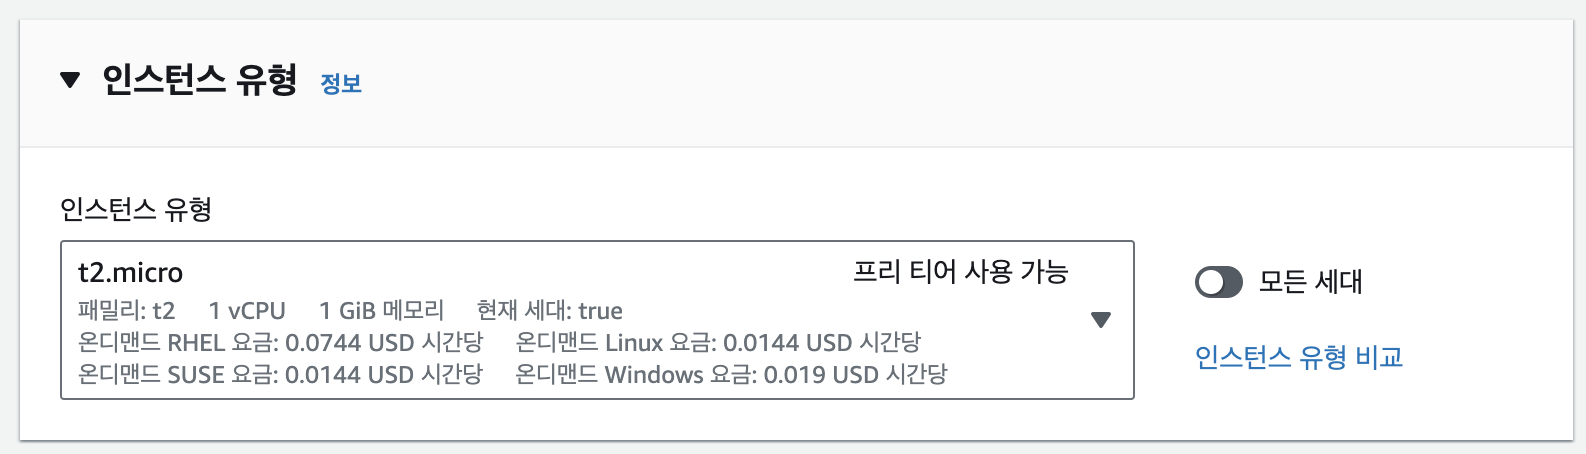 인스턴스 유형 정보
인스턴스 유형
t2.micro 프리 티어 사용 가능
패밀리: t2 1 vCPU 1 GiB 메모리 현재 세대: true
온디맨드 RHEL 요금: 0.0744 USD 시간당 온디맨드 Linux 요금: 0.0144 USD 시간당
온디맨드 SUSE 요금: 0.0144 USD 시간당 온디맨드 Windows 요금: 0.019 USD 시간당
모든 세대
인스턴스 유형 비교